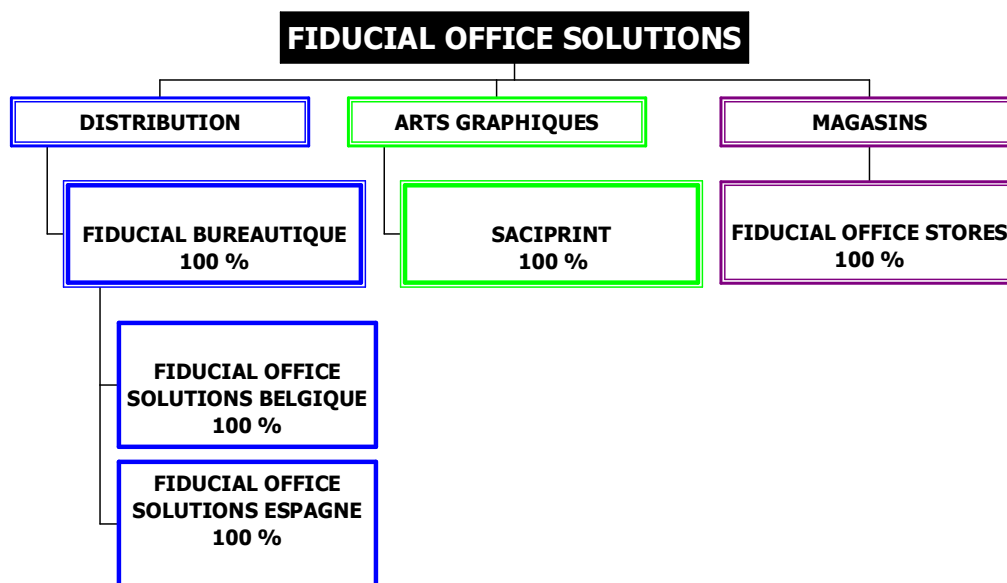 FIDUCIAL OFFICE SOLUTIONS
DISTRIBUTION
ARTS GRAPHIQUES
MAGASINS
FIDUCIAL BUREAUTIQUE
100 %
SACIPRINT
100 %
FIDUCIAL OFFICE STORES
100 %
FIDUCIAL OFFICE
SOLUTIONS BELGIQUE
100 %
FIDUCIAL OFFICE
SOLUTIONS ESPAGNE
100 %